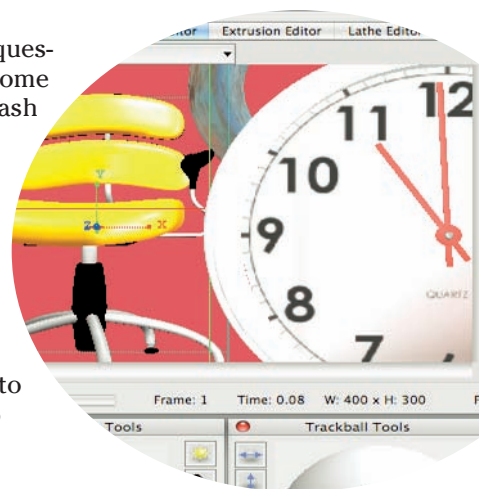 ques-
ome
ash
to
Extrusion Editor Lathe Editor
Y
Z X
12
11
10
9
8
7
QUARTZ
Frame: 1 Time: 0.08 W: 400 x H: 300
Tools Trackball Tools